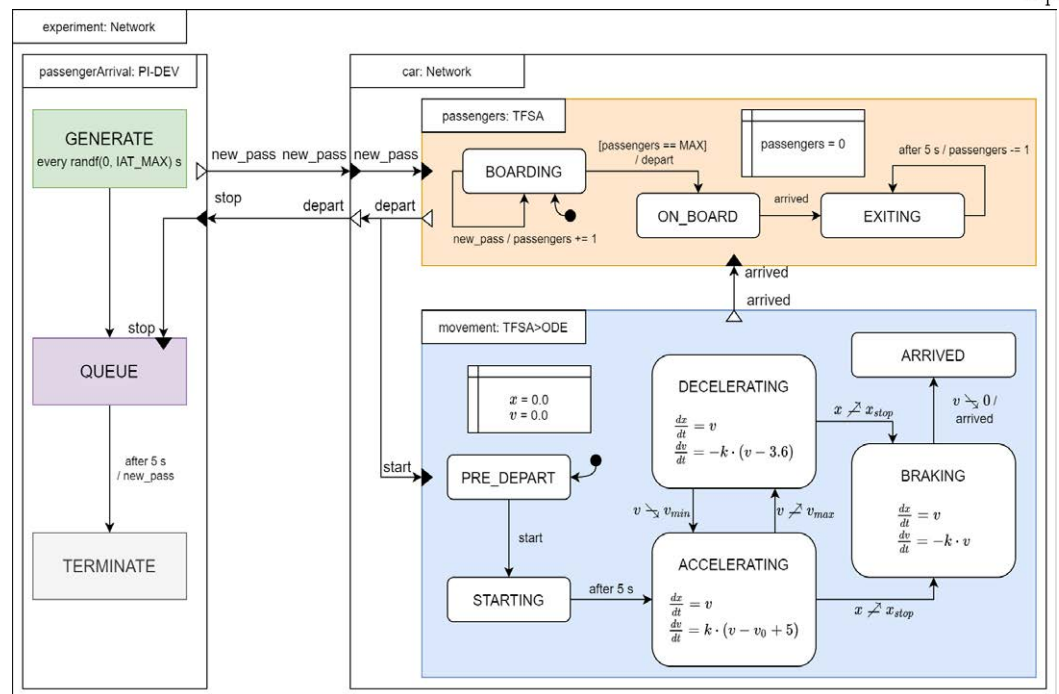 experiment: Network
passengerArrival: PI-DEV
GENERATE
every randf(0, IAT_MAX) s
new_pass
stop
stop
QUEUE
after 5 s
/ new_pass
TERMINATE
car: Network
new_pass
new_pass
depart
depart
start
passengers: TFSA
BOARDING
new_pass / passengers += 1
[passengers == MAX]
/ depart
passengers = 0
ON_BOARD
arrived
EXITING
after 5 s / passengers -= 1
arrived
arrived
movement: TFSA>ODE
x = 0.0
v = 0.0
PRE_DEPART
start
STARTING
after 5 s
DECELERATING
dx/dt = v
dv/dt = −k · (v − 3.6)
v ↘ v_min
v ↗ v_max
ACCELERATING
dx/dt = v
dv/dt = k · (v − v_0 + 5)
x ↗ x_stop
x ↗ x_stop
BRAKING
dx/dt = v
dv/dt = −k · v
v ↘ 0 /
arrived
ARRIVED